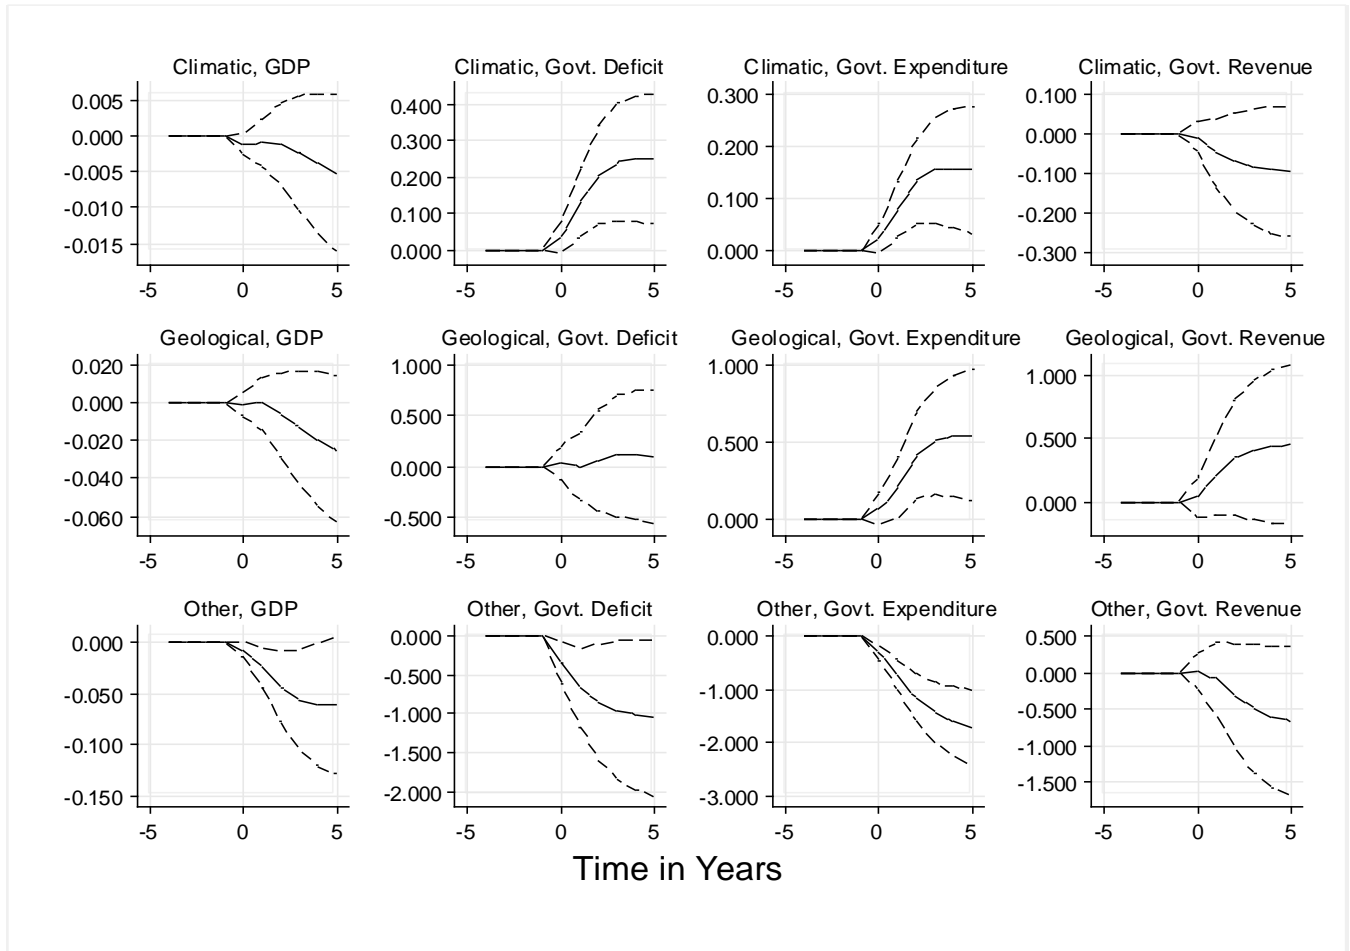 Climatic, GDP
0.005
0.000
-0.005
-0.010
-0.015
-5 0 5
Climatic, Govt. Deficit
0.400
0.300
0.200
0.100
0.000
-5 0 5
Climatic, Govt. Expenditure
0.300
0.200
0.100
0.000
-5 0 5
Climatic, Govt. Revenue
0.100
0.000
-0.100
-0.200
-0.300
-5 0 5
Geological, GDP
0.020
0.000
-0.020
-0.040
-0.060
-5 0 5
Geological, Govt. Deficit
1.000
0.500
0.000
-0.500
-5 0 5
Geological, Govt. Expenditure
1.000
0.500
0.000
-5 0 5
Geological, Govt. Revenue
1.000
0.500
0.000
-5 0 5
Other, GDP
0.000
-0.050
-0.100
-0.150
-5 0 5
Other, Govt. Deficit
0.000
-0.500
-1.000
-1.500
-2.000
-5 0 5
Other, Govt. Expenditure
0.000
-1.000
-2.000
-3.000
-5 0 5
Other, Govt. Revenue
0.500
0.000
-0.500
-1.000
-1.500
-5 0 5
Time in Years